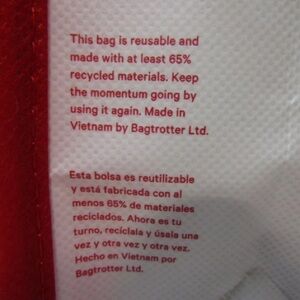 This bag is reusable and
made with at least 65%
recycled materials. Keep
the momentum going by
using it again. Made in
Vietnam by Bagtrotter Ltd.
Esta bolsa es reutilizable
y está fabricada con al
menos 65% de materiales
reciclados. Ahora es tu
turno, recíclala y úsela una
vez y otra vez y otra vez.
Hecho en Vietnam por
Bagtrotter Ltd.